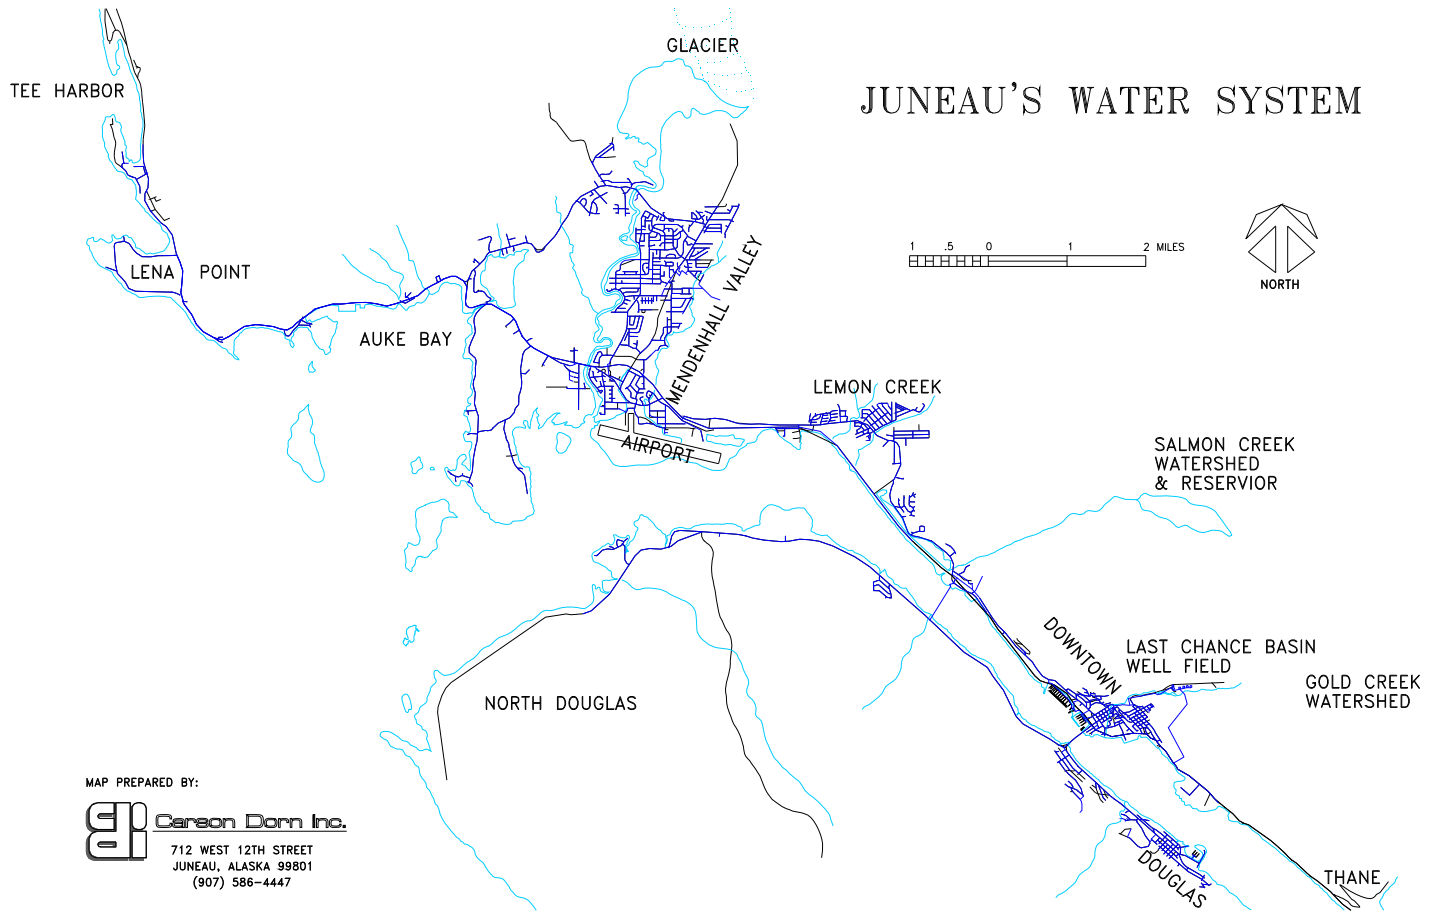 GLACIER
JUNEAU'S WATER SYSTEM
TEE HARBOR
1 .5 0 1 2 MILES
NORTH
LENA POINT
MENDENHALL VALLEY
AUKE BAY
LEMON CREEK
AIRPORT
SALMON CREEK
WATERSHED
& RESERVIOR
DOWNTOWN
LAST CHANCE BASIN
WELL FIELD
GOLD CREEK
WATERSHED
NORTH DOUGLAS
MAP PREPARED BY:
Carson Dorn Inc.
712 WEST 12TH STREET
JUNEAU, ALASKA 99801
(907) 586-4447
DOUGLAS
THANE